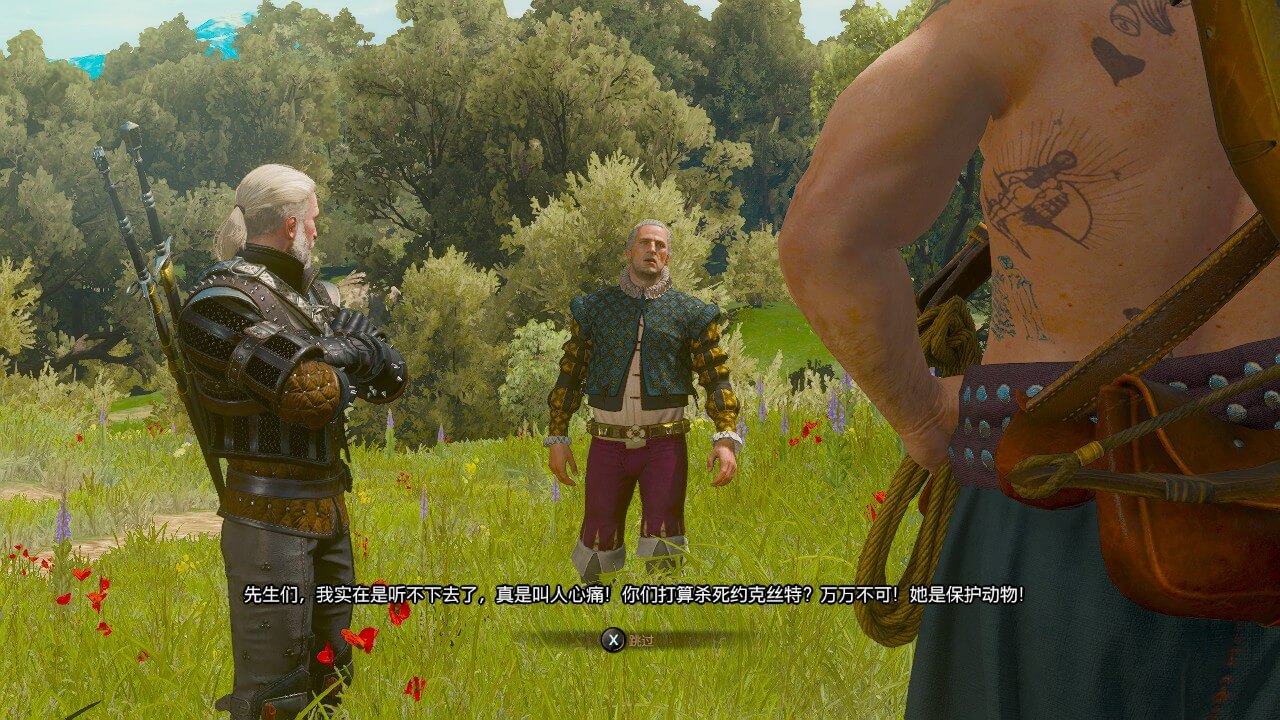 先生们，我实在是听不下去了，真是叫人心痛！你们打算杀死约克丝特？万万不可！她是保护动物！
X 跳过